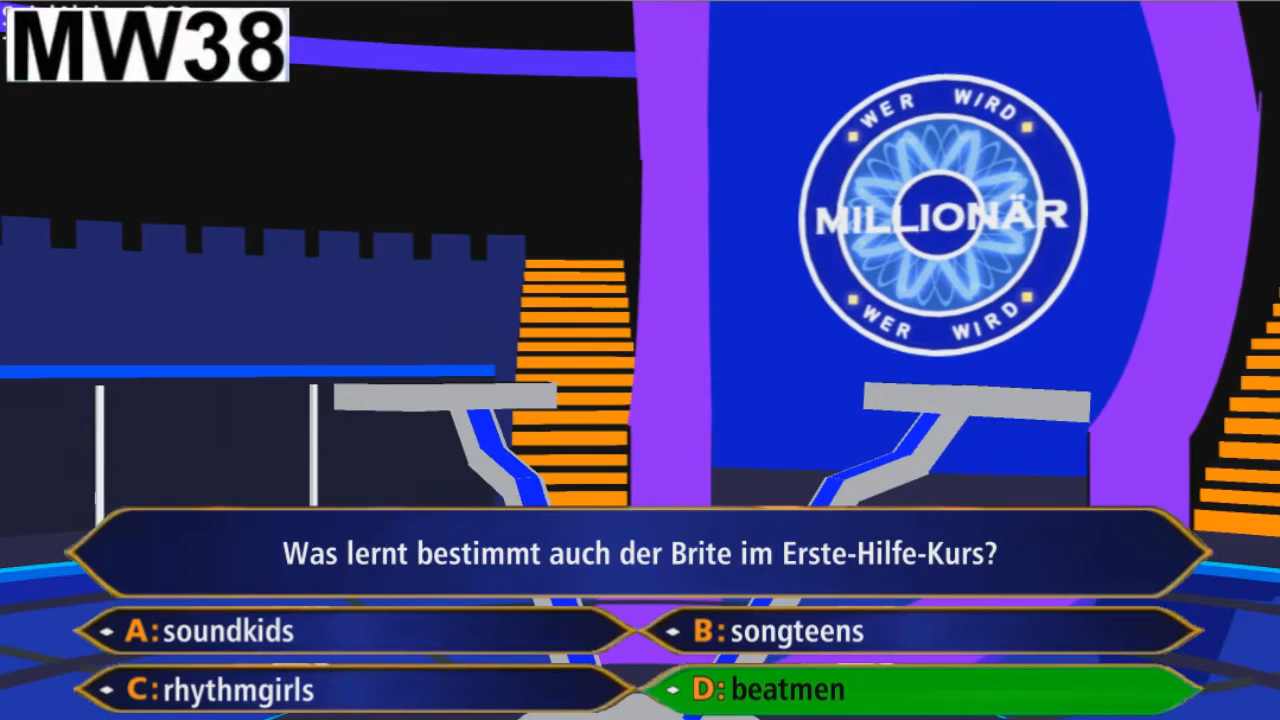 MW38
WER WIRD
MILLIONÄR
WER WIRD
Was lernt bestimmt auch der Brite im Erste-Hilfe-Kurs?
A: soundkids
B: songteens
C: rhythmgirls
D: beatmen